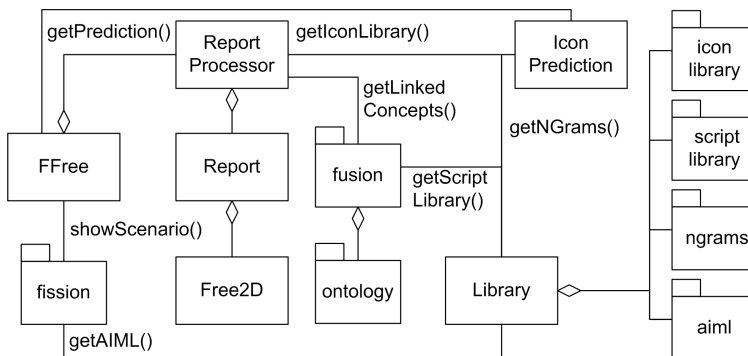 getPrediction()
Report
Processor
getIconLibrary()
Icon
Prediction
icon
library
getLinked
Concepts()
getNGrams()
FFree
Report
fusion
getScript
Library()
script
library
showScenario()
ngrams
fission
Free2D
ontology
Library
aiml
getAIML()